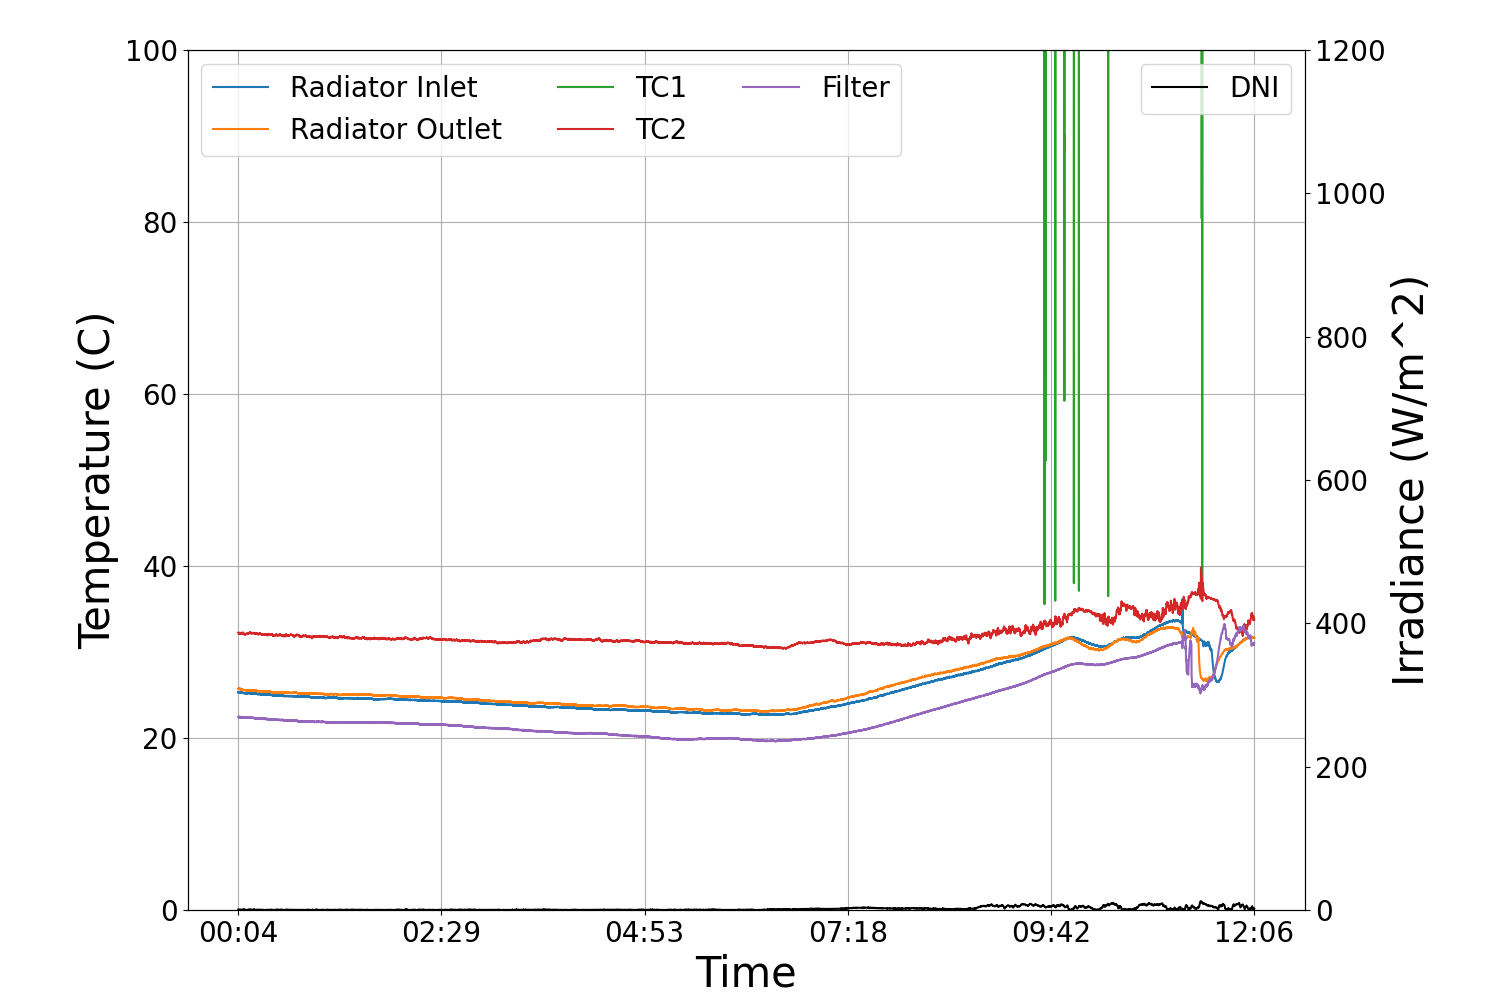 100
80
60
40
20
0
Temperature (C)
Radiator Inlet
Radiator Outlet
TC1
TC2
Filter
DNI
1200
1000
800
600
400
200
0
Irradiance (W/m^2)
00:04 02:29 04:53 07:18 09:42 12:06
Time